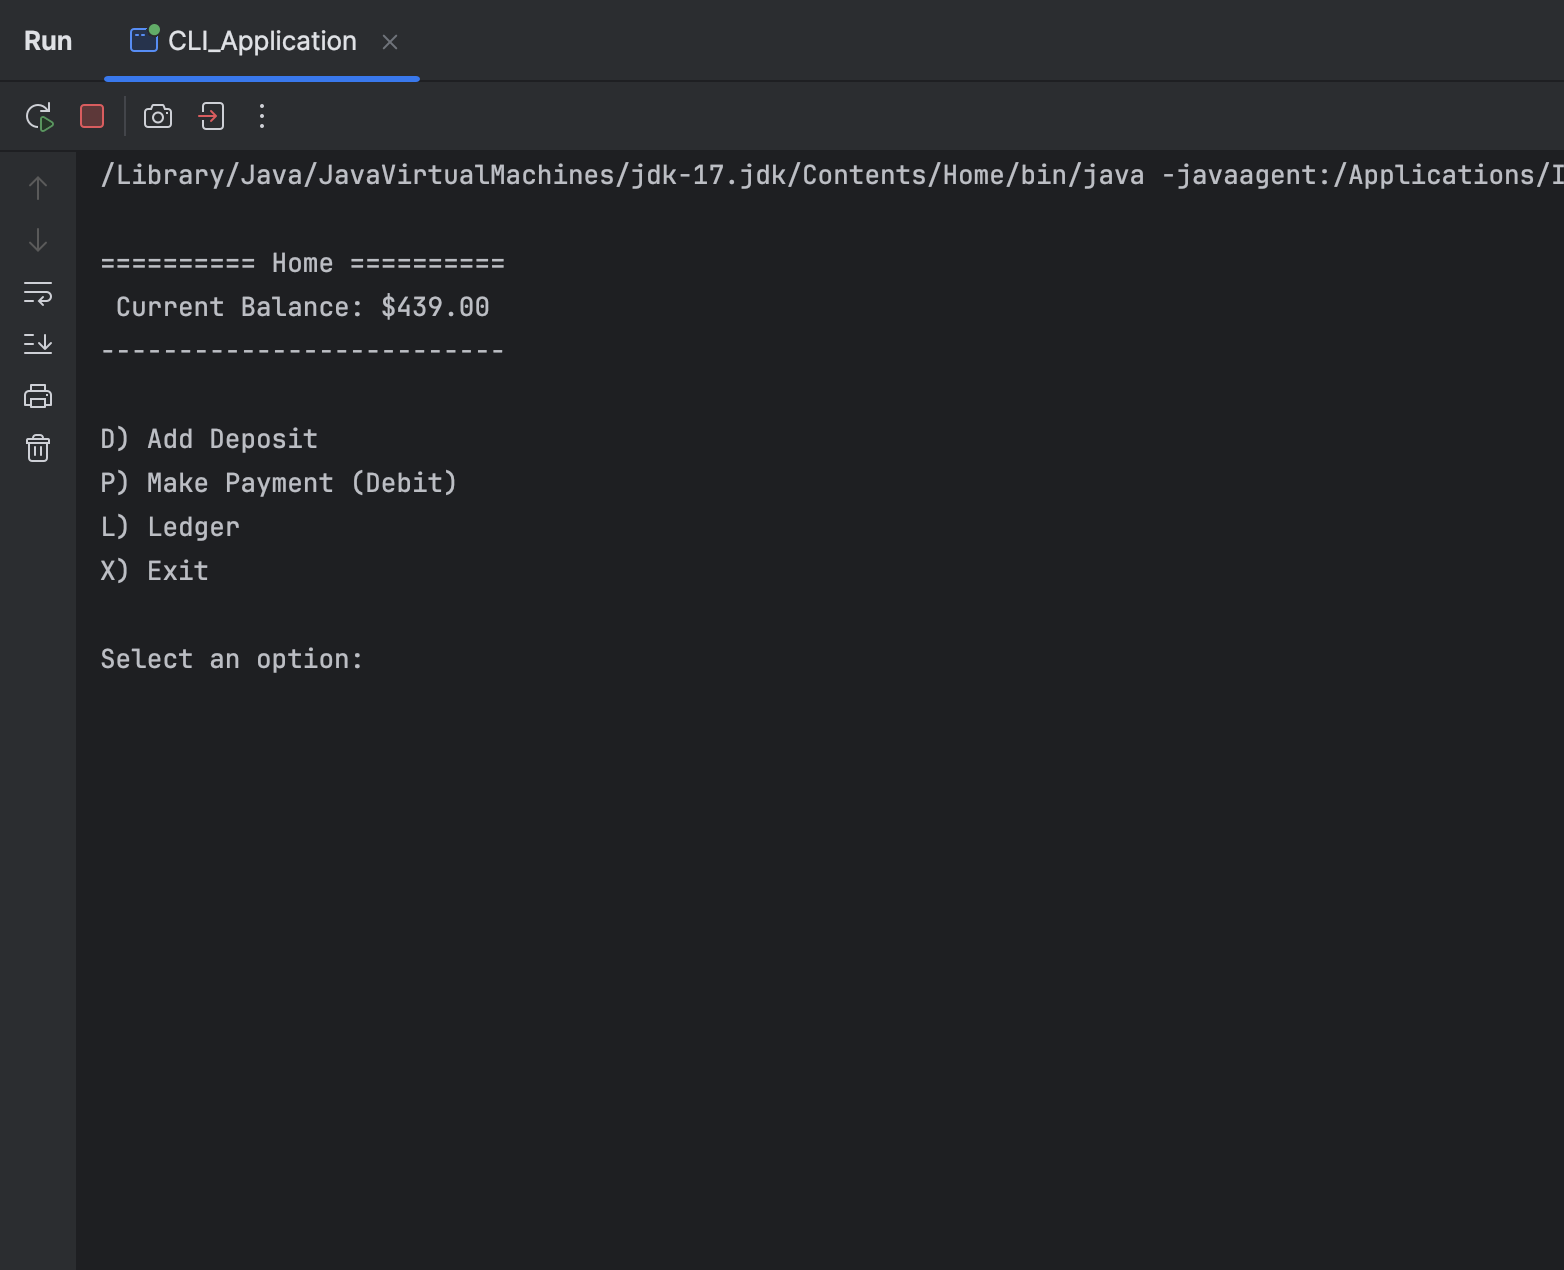 Run CLI_Application
/Library/Java/JavaVirtualMachines/jdk-17.jdk/Contents/Home/bin/java -javaagent:/Applications/I
========== Home ==========
Current Balance: $439.00
--------------------------
D) Add Deposit
P) Make Payment (Debit)
L) Ledger
X) Exit
Select an option: